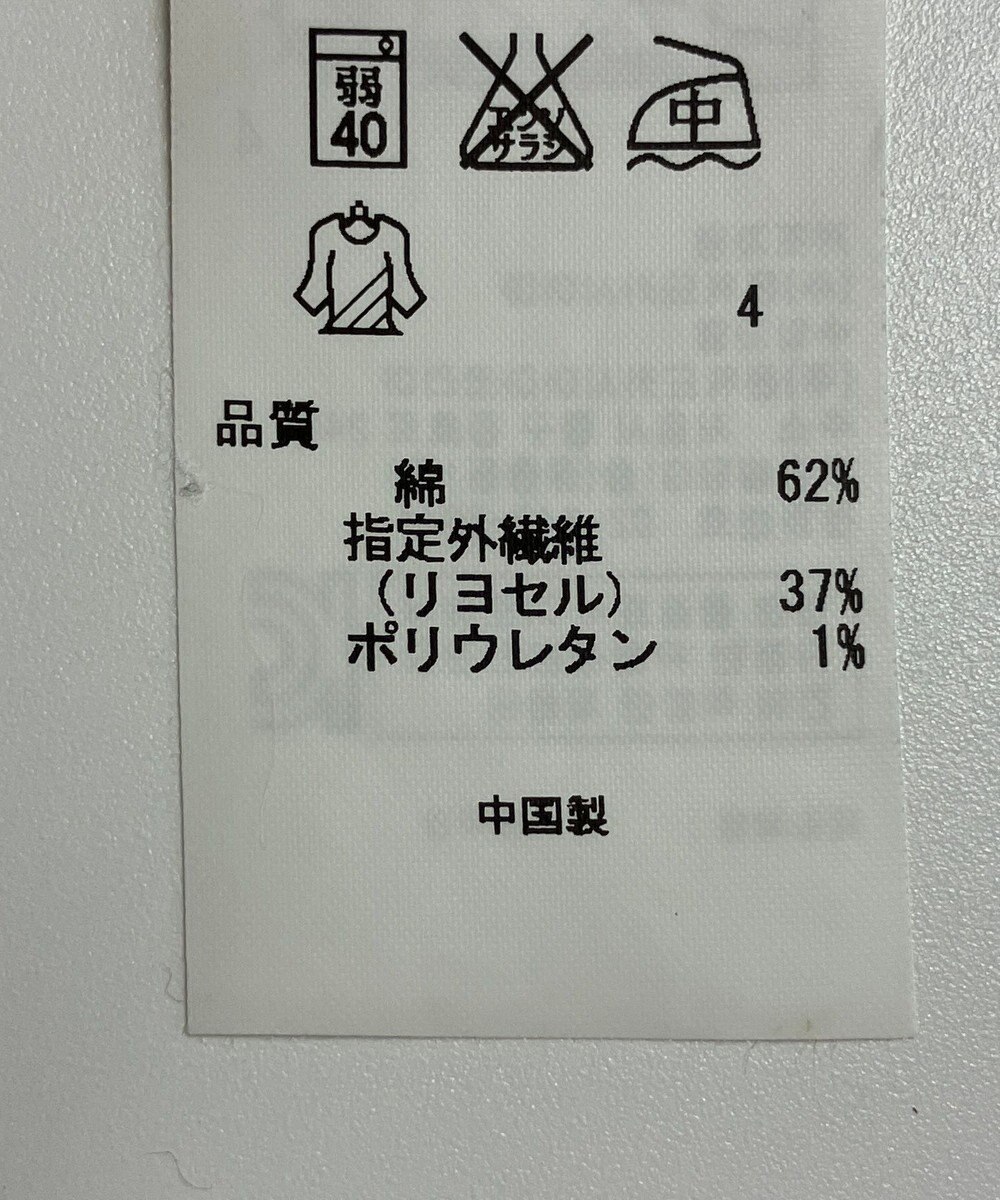 弱
40
エンソ
サラシ
中
4
品質
綿 62%
指定外繊維
（リヨセル） 37%
ポリウレタン 1%
中国製